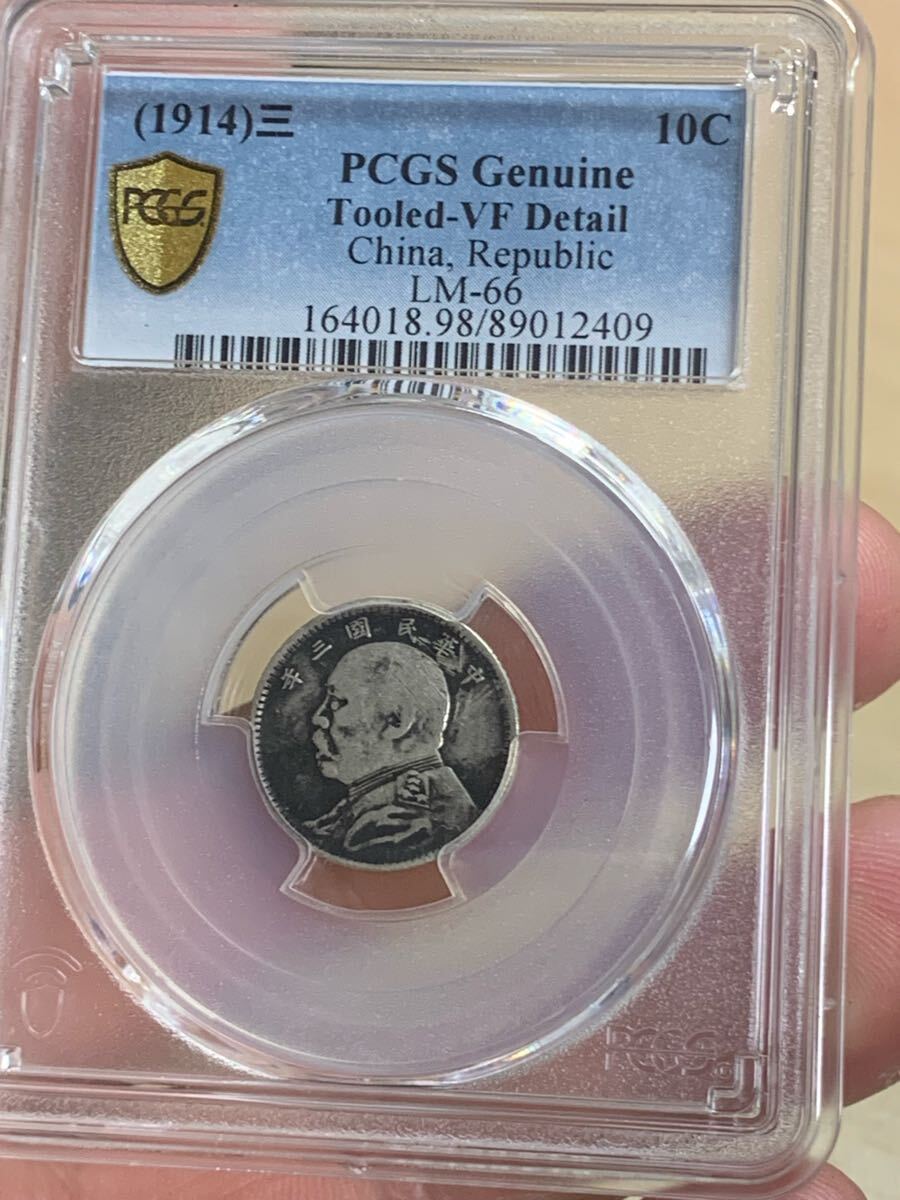 (1914)三 10C
PCGS Genuine
PCGS
Tooled-VF Detail
China, Republic
LM-66
164018.98/89012409
年三國民華中
PCGS